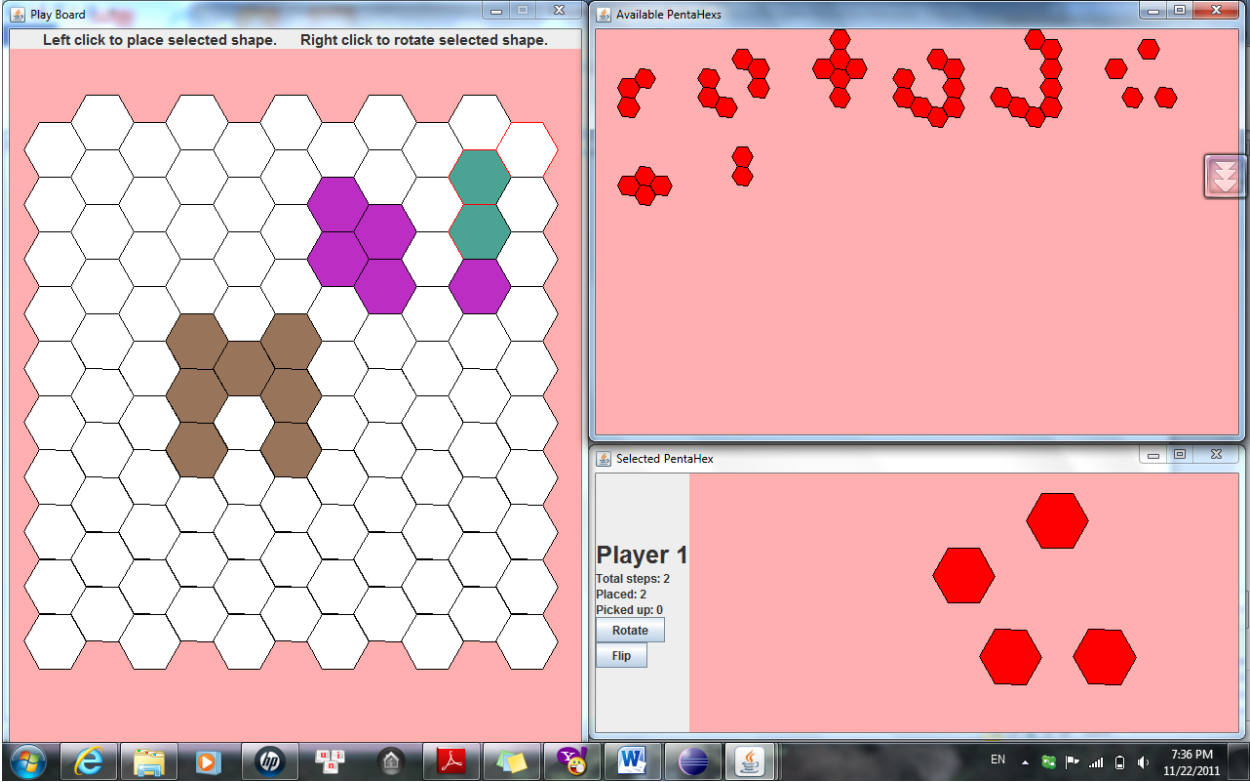 Play Board
Left click to place selected shape. Right click to rotate selected shape.
Available PentaHexs
Selected PentaHex
Player 1
Total steps: 2
Placed: 2
Picked up: 0
Rotate
Flip
hp
u i
n
W
EN
7:36 PM
11/22/2011